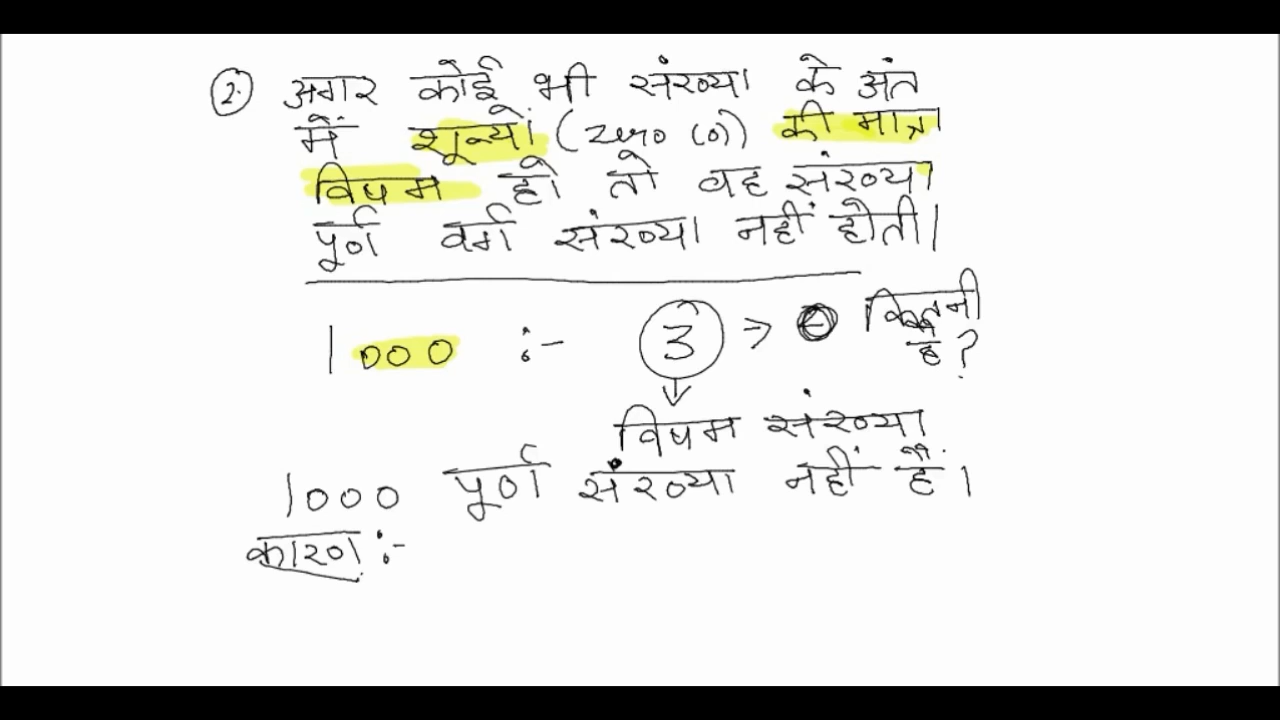 2. अगर कोई भी संख्या के अंत
में शून्यों (zero (0) की मात्रा
विषम हो तो वह संख्या
पूर्ण वर्ग संख्या नहीं होती।
1000 :- 3 => 0 कितनी
है?
विषम संख्या
1000 पूर्ण संख्या नहीं है।
कारण :-